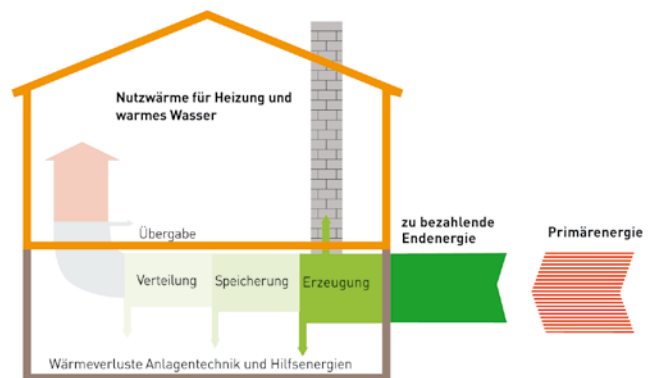 Nutzwärme für Heizung und
warmes Wasser
Übergabe
zu bezahlende
Endenergie
Primärenergie
Verteilung
Speicherung
Erzeugung
Wärmeverluste Anlagentechnik und Hilfsenergien